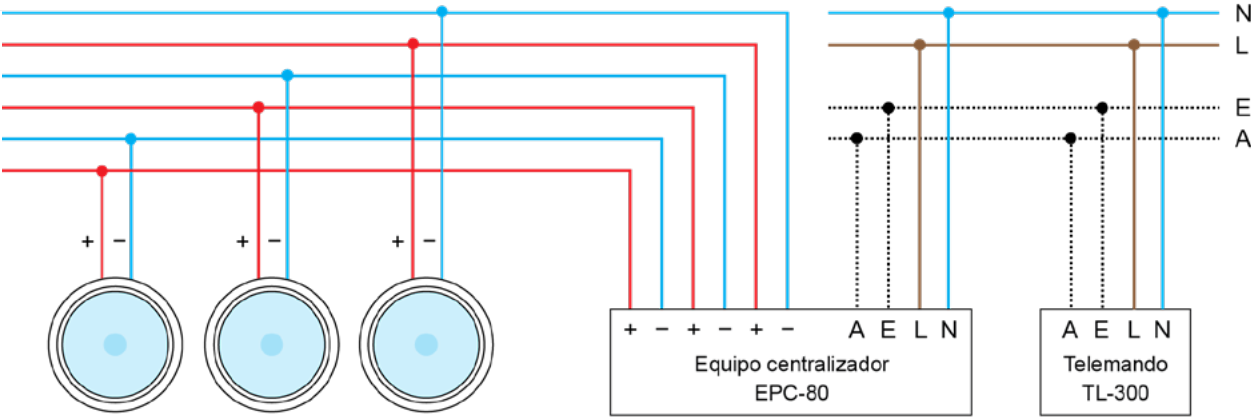 N
L
E
A
+ − + − + −
+ − + − + − A E L N
Equipo centralizador
EPC-80
A E L N
Telemando
TL-300